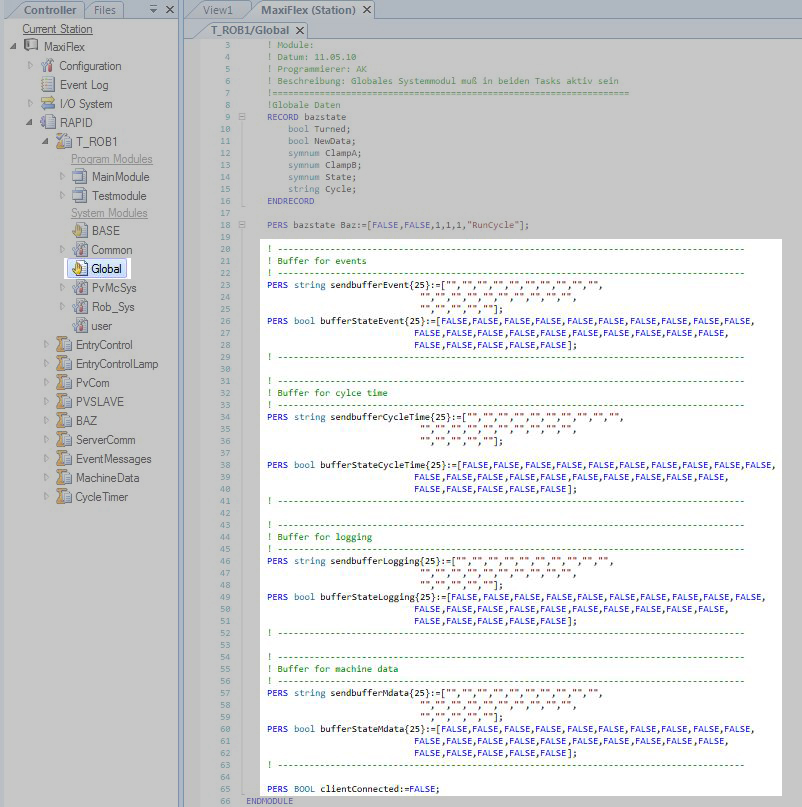 Controller
Files
Current Station
MaxiFlex
Configuration
Event Log
I/O System
RAPID
T_ROB1
Program Modules
MainModule
Testmodule
System Modules
BASE
Common
Global
PvMcSys
Rob_Sys
user
EntryControl
EntryControlLamp
PvCom
PVSLAVE
BAZ
ServerComm
EventMessages
MachineData
CycleTimer
View1
MaxiFlex (Station)
T_ROB1/Global
3 ! Module:
4 ! Datum: 11.05.10
5 ! Programmierer: AK
6 ! Beschreibung: Globales Systemmodul muß in beiden Tasks aktiv sein
7 !====================================================================
8 !Globale Daten
9 RECORD bazstate
10 bool Turned;
11 bool NewData;
12 symnum ClampA;
13 symnum ClampB;
14 symnum State;
15 string Cycle;
16 ENDRECORD
17
18 PERS bazstate Baz:=[FALSE,FALSE,1,1,1,"RunCycle"];
19
20 ! -----------------------------------------------------------------------------------------
21 ! Buffer for events
22 ! -----------------------------------------------------------------------------------------
23 PERS string sendbufferEvent{25}:=["","","","","","","","","","",
24 "","","","","","","","","","",
25 "","","","",""];
26 PERS bool bufferStateEvent{25}:=[FALSE,FALSE,FALSE,FALSE,FALSE,FALSE,FALSE,FALSE,FALSE,FALSE,
27 FALSE,FALSE,FALSE,FALSE,FALSE,FALSE,FALSE,FALSE,FALSE,FALSE,
28 FALSE,FALSE,FALSE,FALSE,FALSE];
29 ! -----------------------------------------------------------------------------------------
30
31 ! -----------------------------------------------------------------------------------------
32 ! Buffer for cylce time
33 ! -----------------------------------------------------------------------------------------
34 PERS string sendbufferCycleTime{25}:=["","","","","","","","","","",
35 "","","","","","","","","","",
36 "","","","",""];
37
38 PERS bool bufferStateCycleTime{25}:=[FALSE,FALSE,FALSE,FALSE,FALSE,FALSE,FALSE,FALSE,FALSE,FALSE,
39 FALSE,FALSE,FALSE,FALSE,FALSE,FALSE,FALSE,FALSE,FALSE,FALSE,
40 FALSE,FALSE,FALSE,FALSE,FALSE];
41 ! -----------------------------------------------------------------------------------------
42
43 ! -----------------------------------------------------------------------------------------
44 ! Buffer for logging
45 ! -----------------------------------------------------------------------------------------
46 PERS string sendbufferLogging{25}:=["","","","","","","","","","",
47 "","","","","","","","","","",
48 "","","","",""];
49 PERS bool bufferStateLogging{25}:=[FALSE,FALSE,FALSE,FALSE,FALSE,FALSE,FALSE,FALSE,FALSE,FALSE,
50 FALSE,FALSE,FALSE,FALSE,FALSE,FALSE,FALSE,FALSE,FALSE,FALSE,
51 FALSE,FALSE,FALSE,FALSE,FALSE];
52 ! -----------------------------------------------------------------------------------------
53
54 ! -----------------------------------------------------------------------------------------
55 ! Buffer for machine data
56 ! -----------------------------------------------------------------------------------------
57 PERS string sendbufferMdata{25}:=["","","","","","","","","","",
58 "","","","","","","","","","",
59 "","","","",""];
60 PERS bool bufferStateMdata{25}:=[FALSE,FALSE,FALSE,FALSE,FALSE,FALSE,FALSE,FALSE,FALSE,FALSE,
61 FALSE,FALSE,FALSE,FALSE,FALSE,FALSE,FALSE,FALSE,FALSE,FALSE,
62 FALSE,FALSE,FALSE,FALSE,FALSE];
63 ! -----------------------------------------------------------------------------------------
64
65 PERS BOOL clientConnected:=FALSE;
66 ENDMODULE